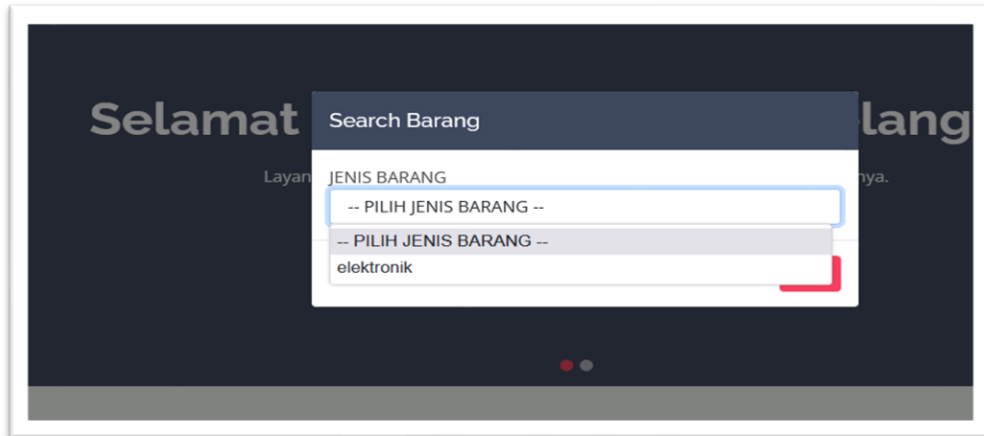 Selamat
lang
Search Barang
Layan
nya.
JENIS BARANG
-- PILIH JENIS BARANG --
-- PILIH JENIS BARANG --
elektronik